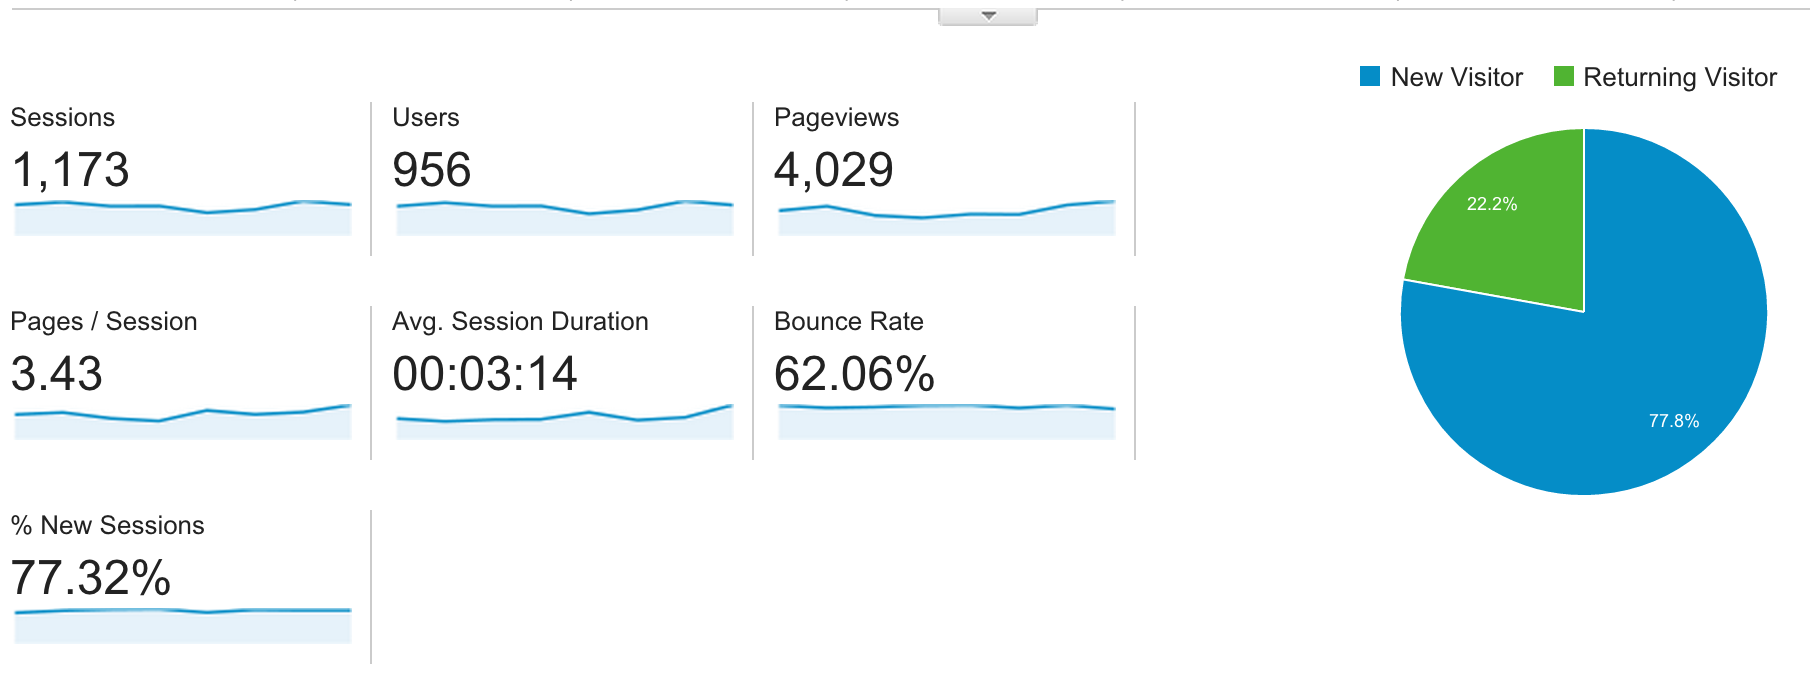 New Visitor
Returning Visitor
Sessions
1,173
Users
956
Pageviews
4,029
Pages / Session
3.43
Avg. Session Duration
00:03:14
Bounce Rate
62.06%
% New Sessions
77.32%
22.2%
77.8%